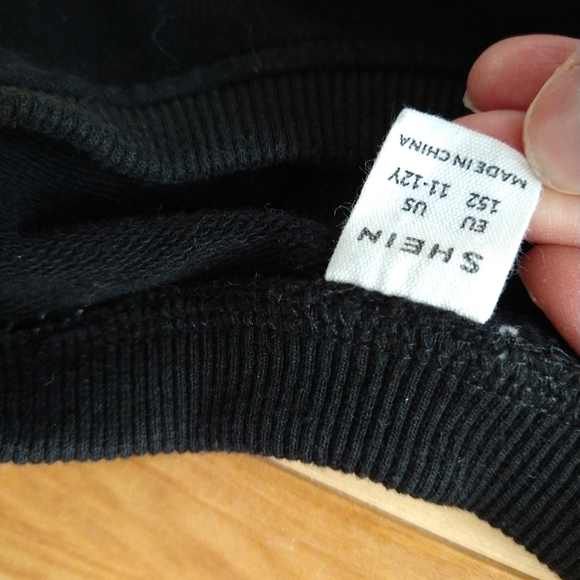 SHEIN
EU 152
US 11-12Y
MADE IN CHINA